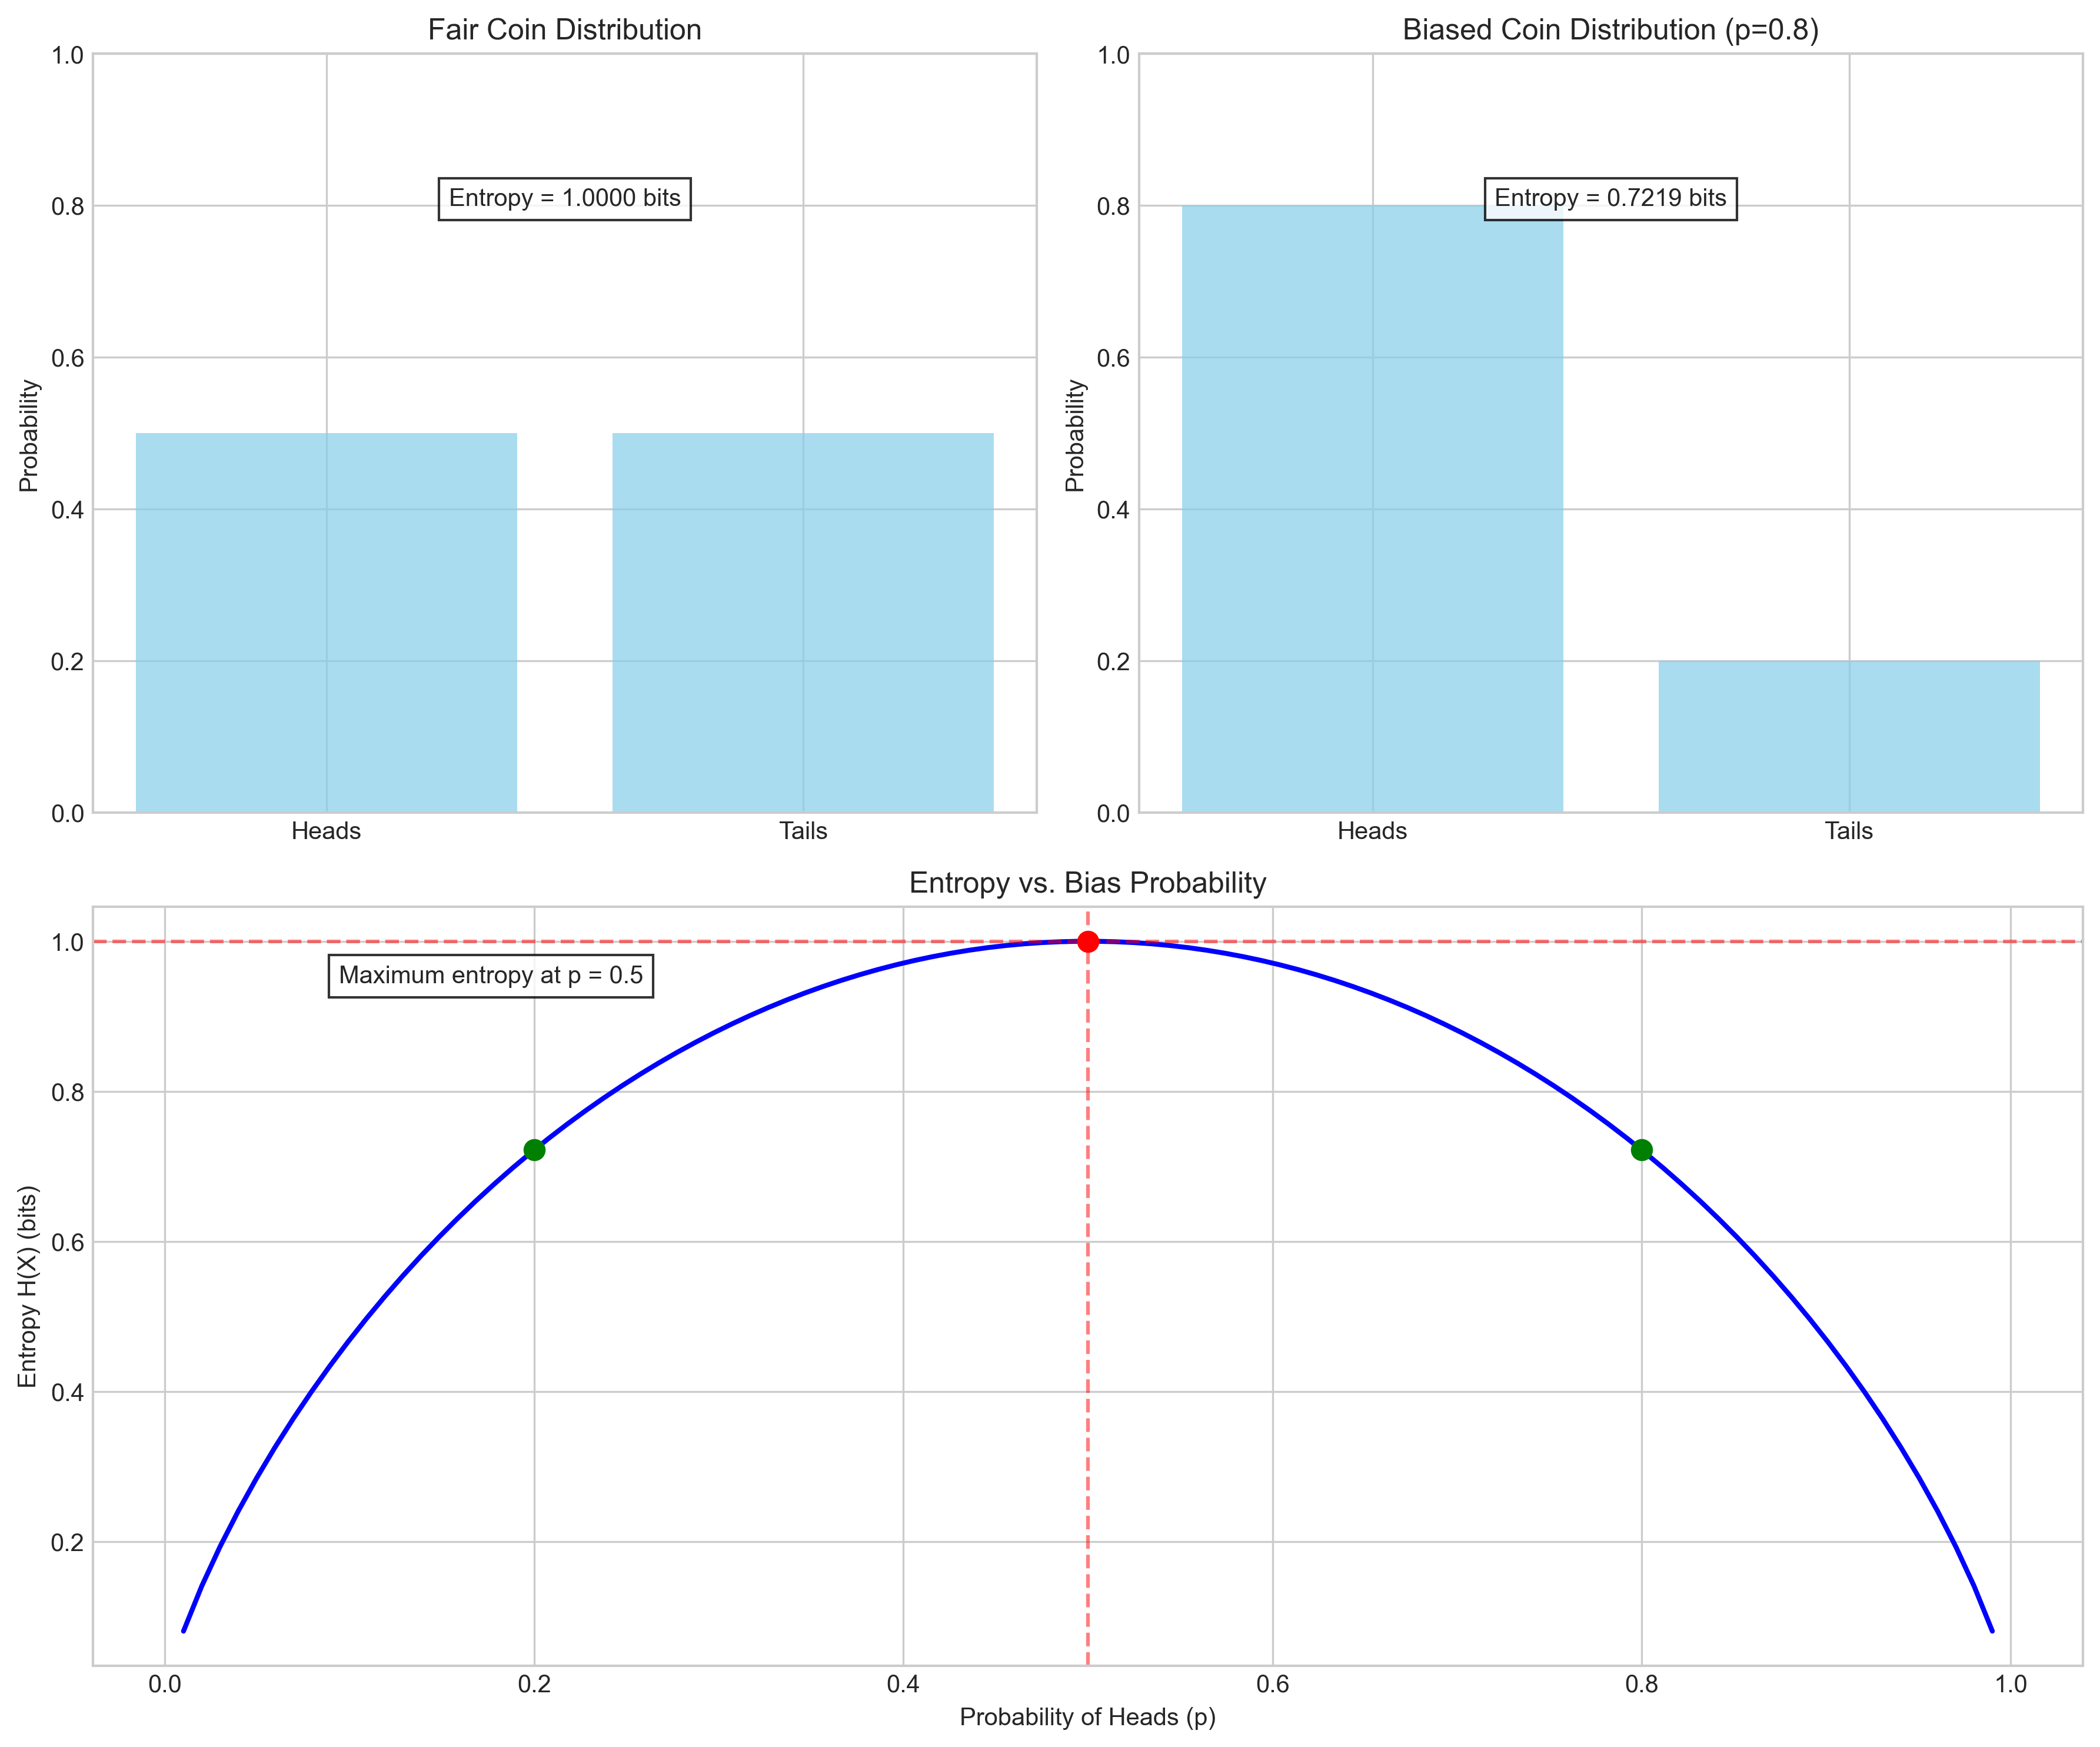 Fair Coin Distribution
1.0
0.8
0.6
0.4
0.2
0.0
Probability
Entropy = 1.0000 bits
Heads
Tails
Biased Coin Distribution (p=0.8)
1.0
0.8
0.6
0.4
0.2
0.0
Probability
Entropy = 0.7219 bits
Heads
Tails
Entropy vs. Bias Probability
1.0
0.8
0.6
0.4
0.2
Entropy H(X) (bits)
Maximum entropy at p = 0.5
0.0
0.2
0.4
0.6
0.8
1.0
Probability of Heads (p)